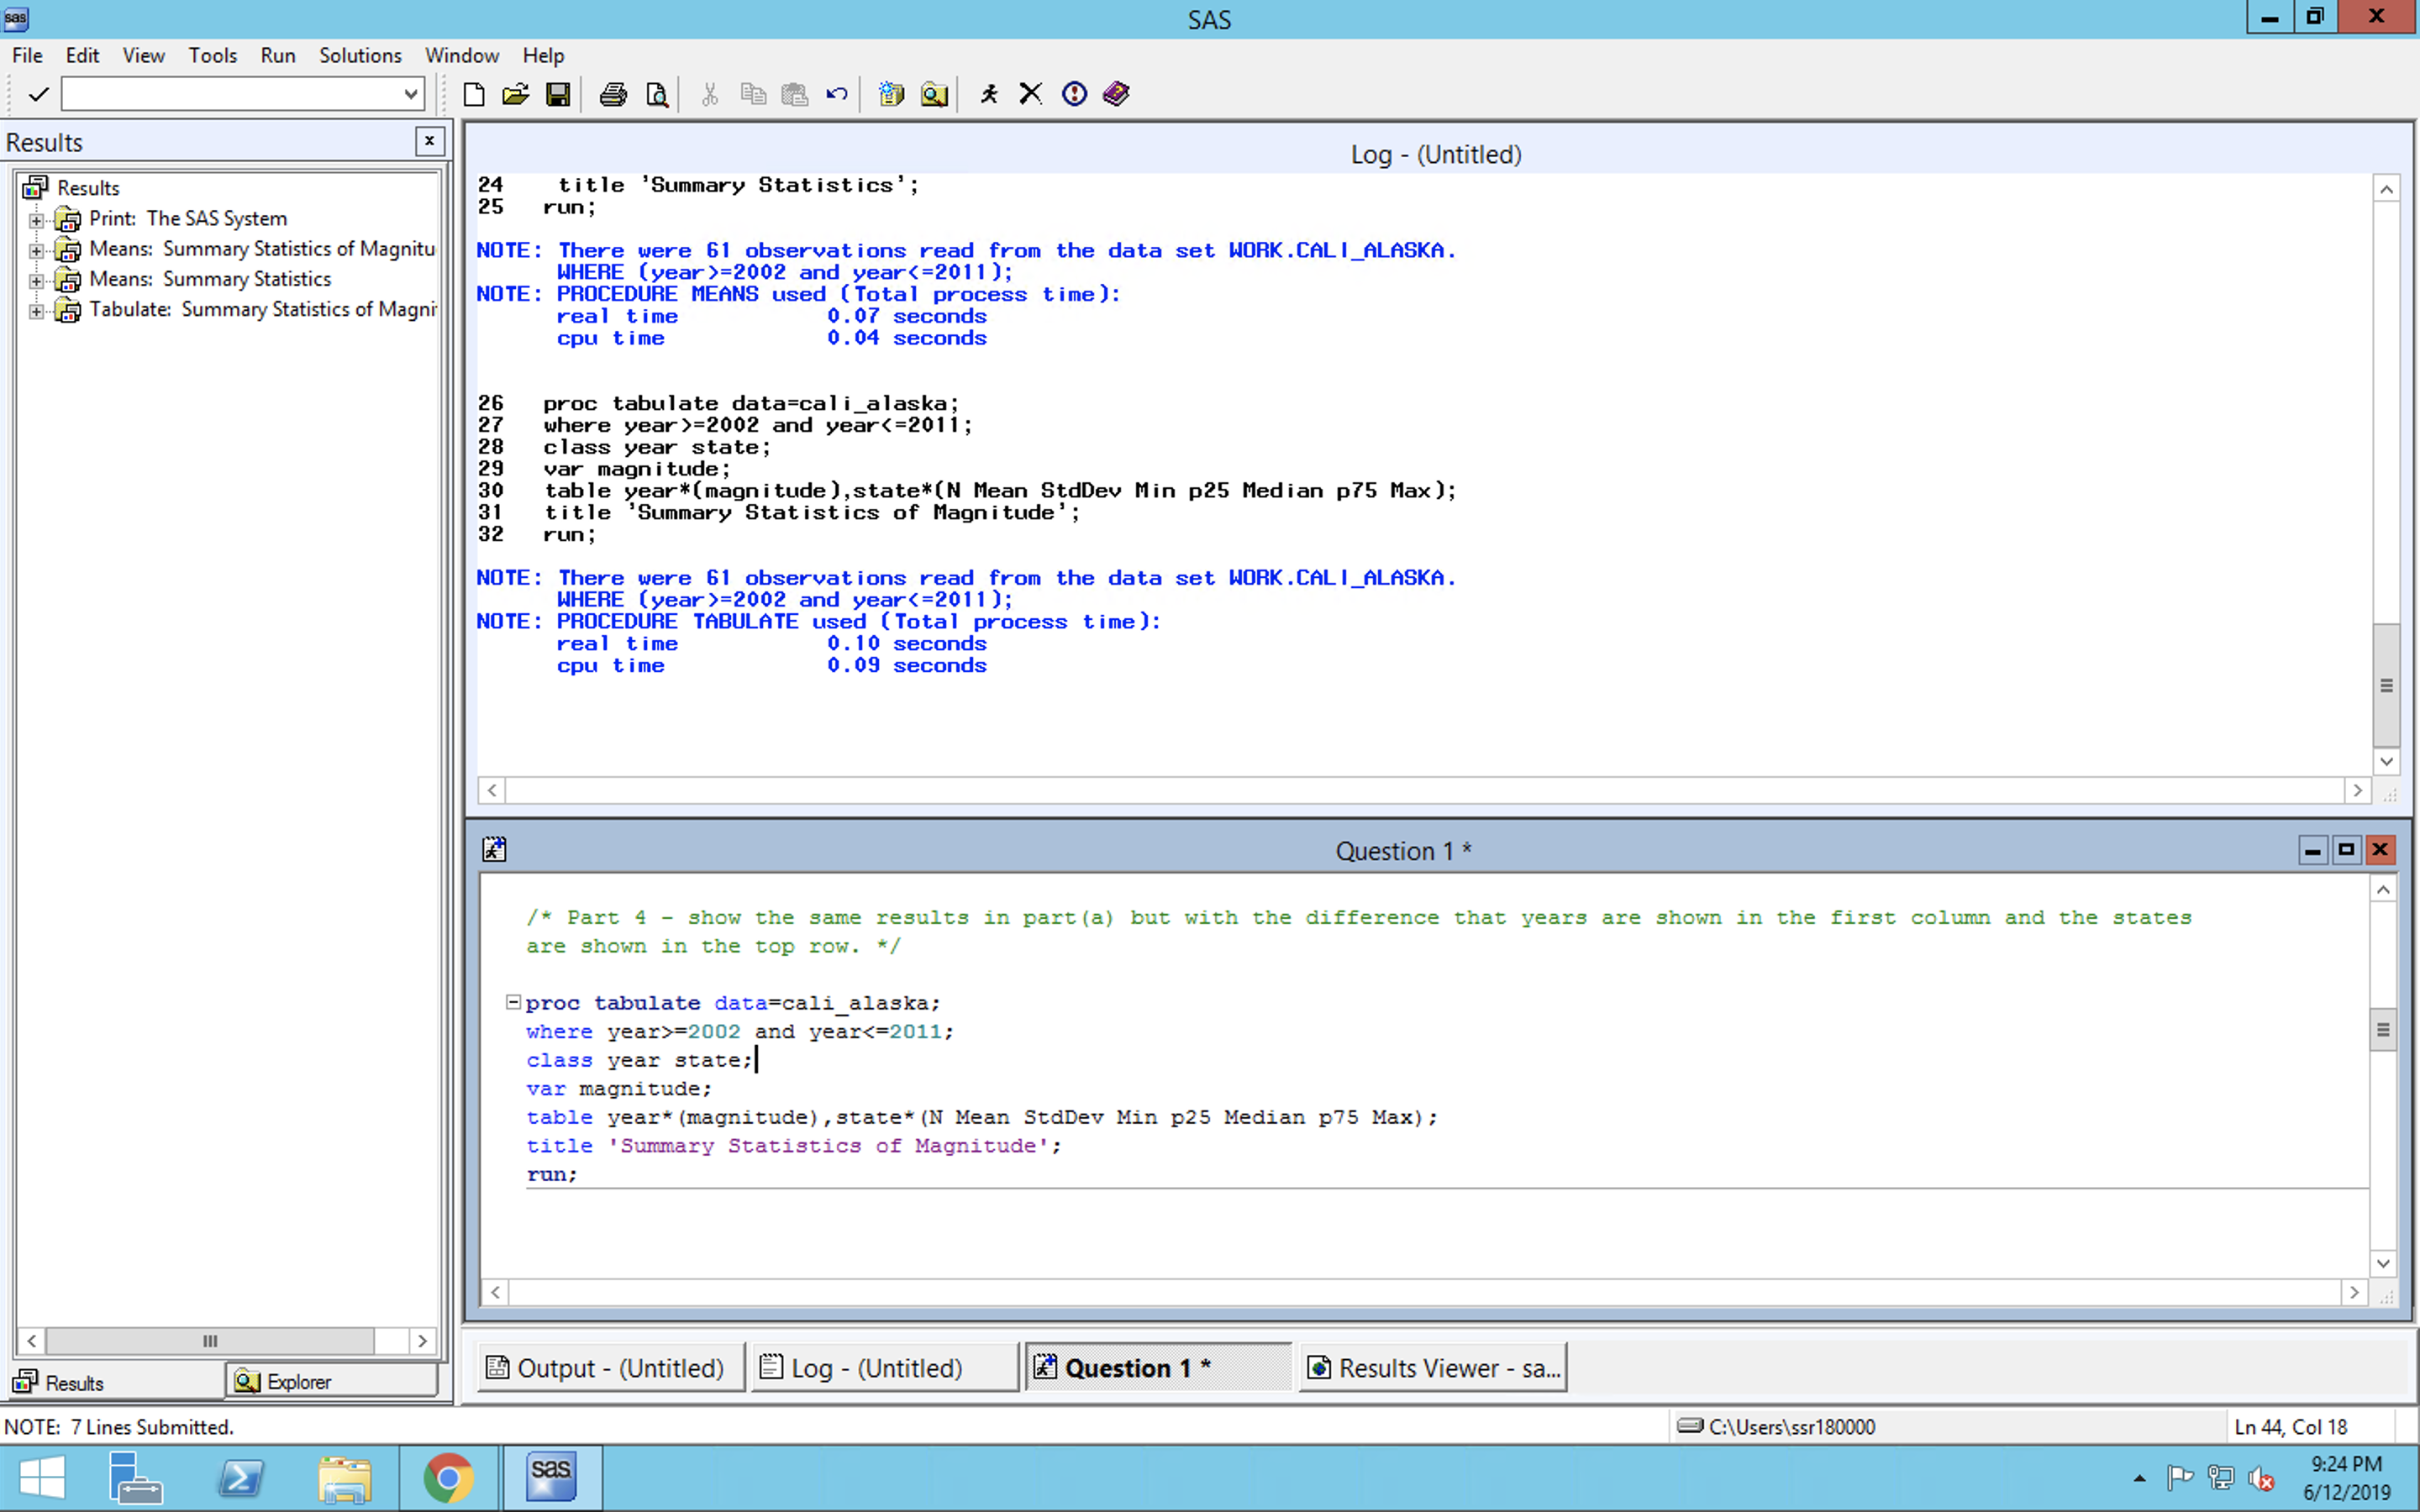 sas
SAS
File Edit View Tools Run Solutions Window Help
Results
Results
Print: The SAS System
Means: Summary Statistics of Magnitu
Means: Summary Statistics
Tabulate: Summary Statistics of Magni
Log - (Untitled)
24 title 'Summary Statistics';
25 run;
NOTE: There were 61 observations read from the data set WORK.CALI_ALASKA.
WHERE (year>=2002 and year<=2011);
NOTE: PROCEDURE MEANS used (Total process time):
real time 0.07 seconds
cpu time 0.04 seconds
26 proc tabulate data=cali_alaska;
27 where year>=2002 and year<=2011;
28 class year state;
29 var magnitude;
30 table year*(magnitude),state*(N Mean StdDev Min p25 Median p75 Max);
31 title 'Summary Statistics of Magnitude';
32 run;
NOTE: There were 61 observations read from the data set WORK.CALI_ALASKA.
WHERE (year>=2002 and year<=2011);
NOTE: PROCEDURE TABULATE used (Total process time):
real time 0.10 seconds
cpu time 0.09 seconds
Question 1 *
/* Part 4 - show the same results in part(a) but with the difference that years are shown in the first column and the states
are shown in the top row. */
proc tabulate data=cali_alaska;
where year>=2002 and year<=2011;
class year state;
var magnitude;
table year*(magnitude),state*(N Mean StdDev Min p25 Median p75 Max);
title 'Summary Statistics of Magnitude';
run;
Results Explorer
Output - (Untitled) Log - (Untitled) Question 1 * Results Viewer - sa...
NOTE: 7 Lines Submitted. C:\Users\ssr180000 Ln 44, Col 18
sas
9:24 PM
6/12/2019